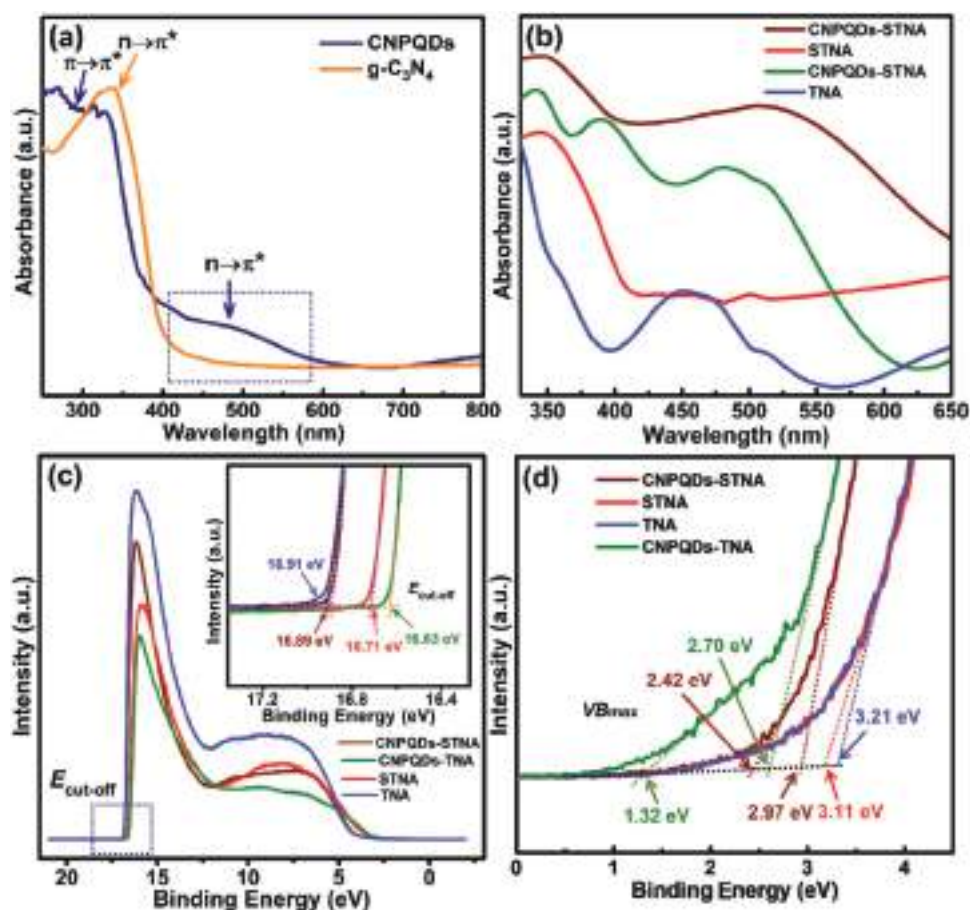 (a)
n→π*
π→π*
CNPQDs
g-C₃N₄
n→π*
Absorbance (a.u.)
300 400 500 600 700 800
Wavelength (nm)
(b)
CNPQDs-STNA
STNA
CNPQDs-STNA
TNA
Absorbance (a.u.)
350 400 450 500 550 600 650
Wavelength (nm)
(c)
Intensity (a.u.)
16.91 eV
E cut-off
16.89 eV
16.71 eV
16.63 eV
17.2 16.8 16.4
Binding Energy (eV)
CNPQDs-STNA
CNPQDs-TNA
STNA
TNA
E cut-off
Intensity (a.u.)
20 15 10 5 0
Binding Energy (eV)
(d)
CNPQDs-STNA
STNA
TNA
CNPQDs-TNA
Intensity (a.u.)
2.70 eV
2.42 eV
VBmax
3.21 eV
1.32 eV
2.97 eV
3.11 eV
0 1 2 3 4
Binding Energy (eV)